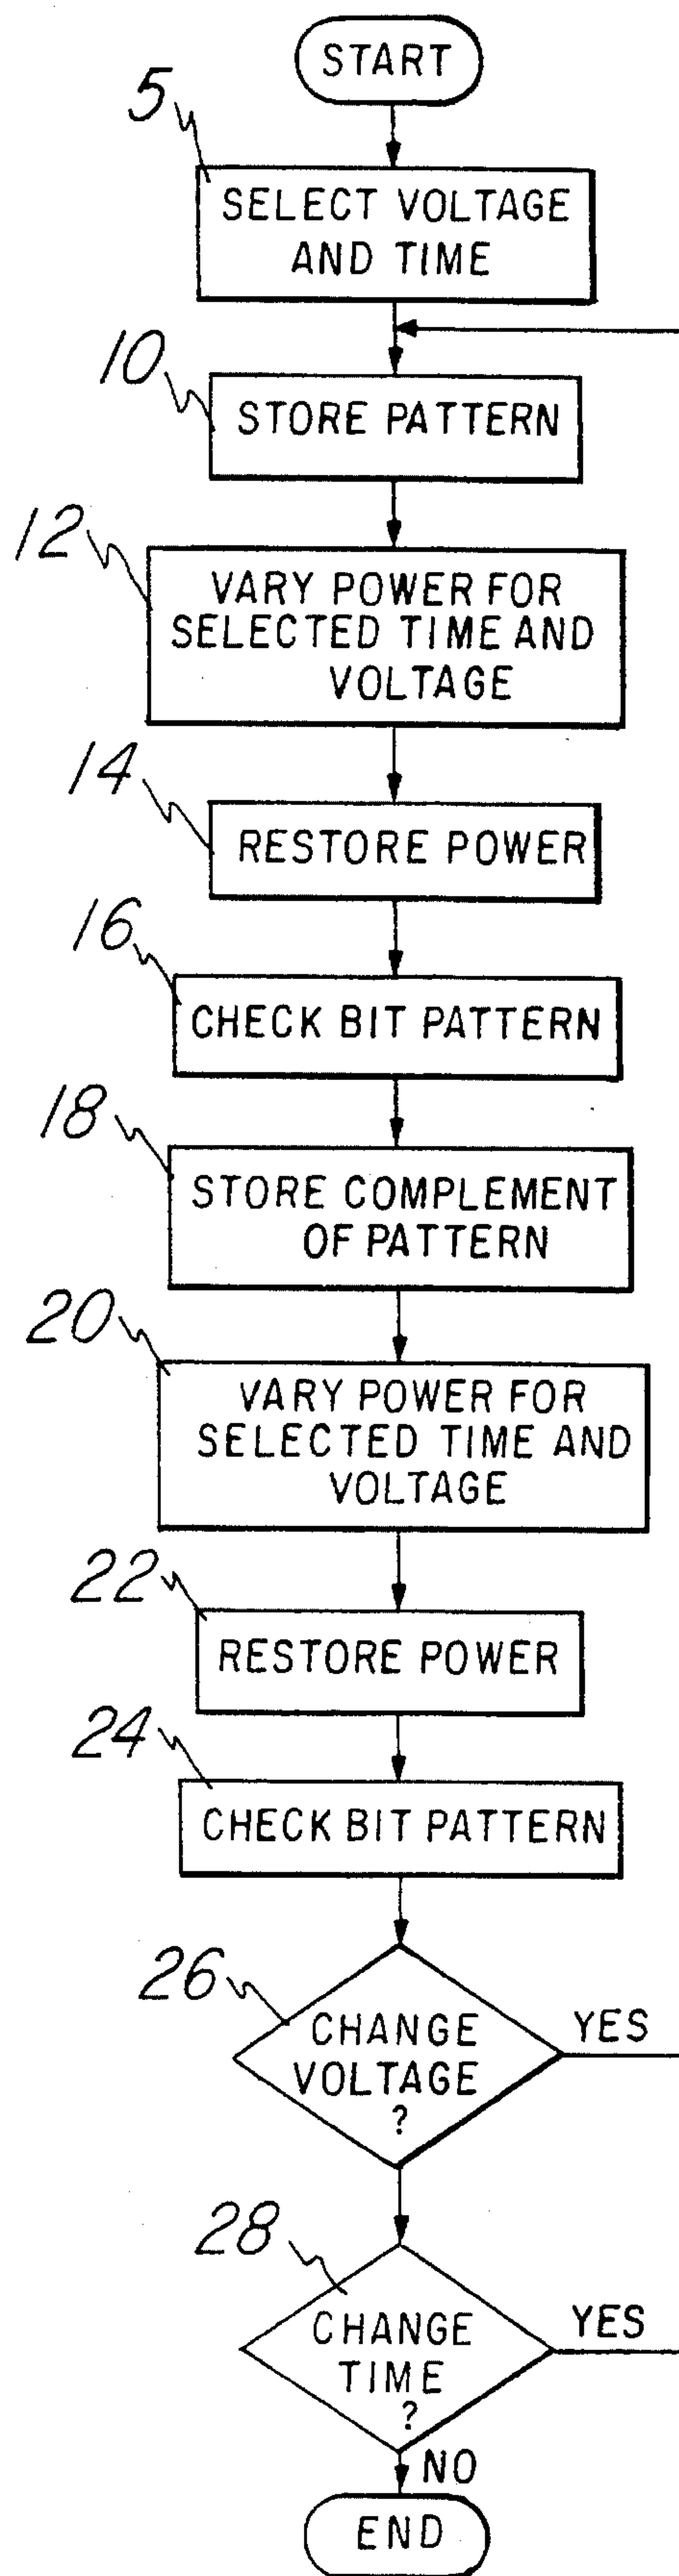 START
5
SELECT VOLTAGE
AND TIME
10
STORE PATTERN
12
VARY POWER FOR
SELECTED TIME AND
VOLTAGE
14
RESTORE POWER
16
CHECK BIT PATTERN
18
STORE COMPLEMENT
OF PATTERN
20
VARY POWER FOR
SELECTED TIME AND
VOLTAGE
22
RESTORE POWER
24
CHECK BIT PATTERN
26
CHANGE
VOLTAGE
?
YES
28
CHANGE
TIME
?
YES
NO
END